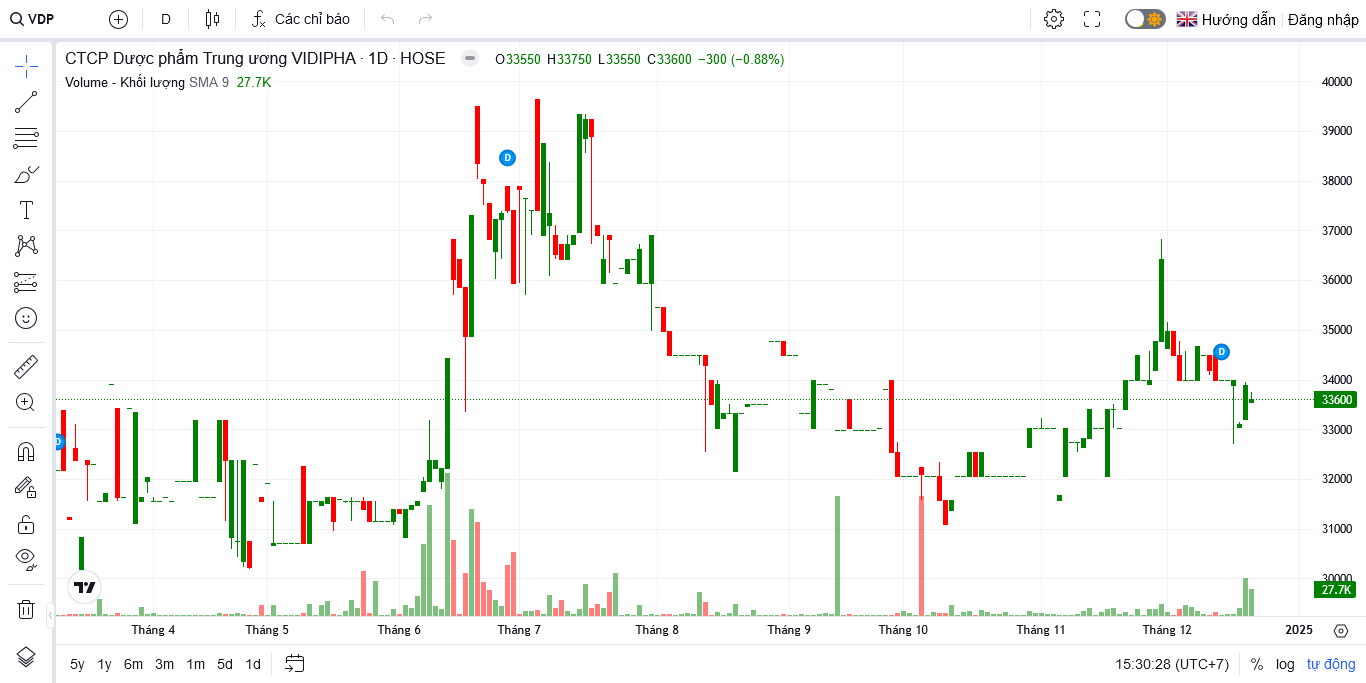 VDP D Các chỉ báo Hướng dẫn Đăng nhập
CTCP Dược phẩm Trung ương VIDIPHA · 1D · HOSE O33550 H33750 L33550 C33600 −300 (−0.88%)
Volume - Khối lượng SMA 9 27.7K
40000
39000
D
38000
37000
36000
35000
D
34000
33600
33000
D
32000
31000
30000
27.7K
Tháng 4 Tháng 5 Tháng 6 Tháng 7 Tháng 8 Tháng 9 Tháng 10 Tháng 11 Tháng 12 2025
5y 1y 6m 3m 1m 5d 1d 15:30:28 (UTC+7) % log tự động